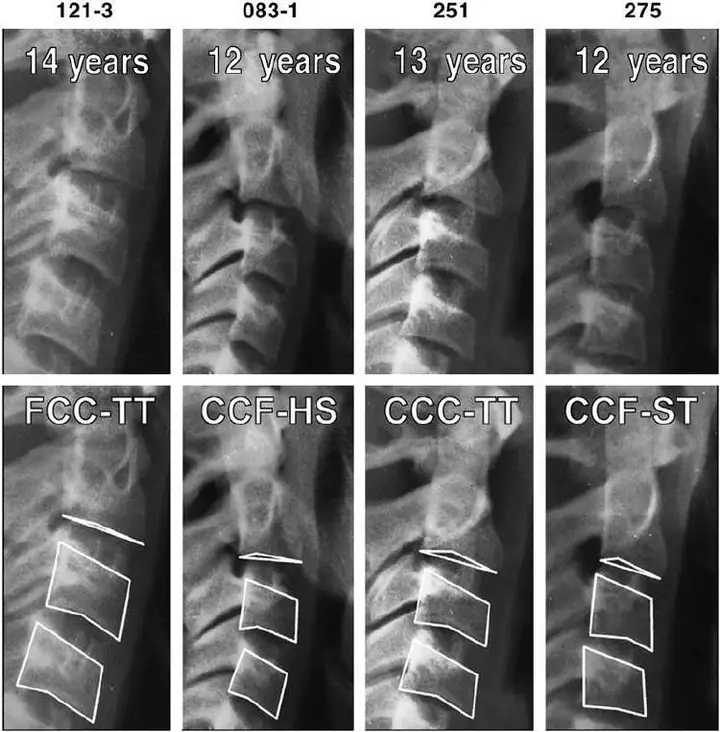 121-3 083-1 251 275
14 years 12 years 13 years 12 years
FCC-TT CCF-HS CCC-TT CCF-ST